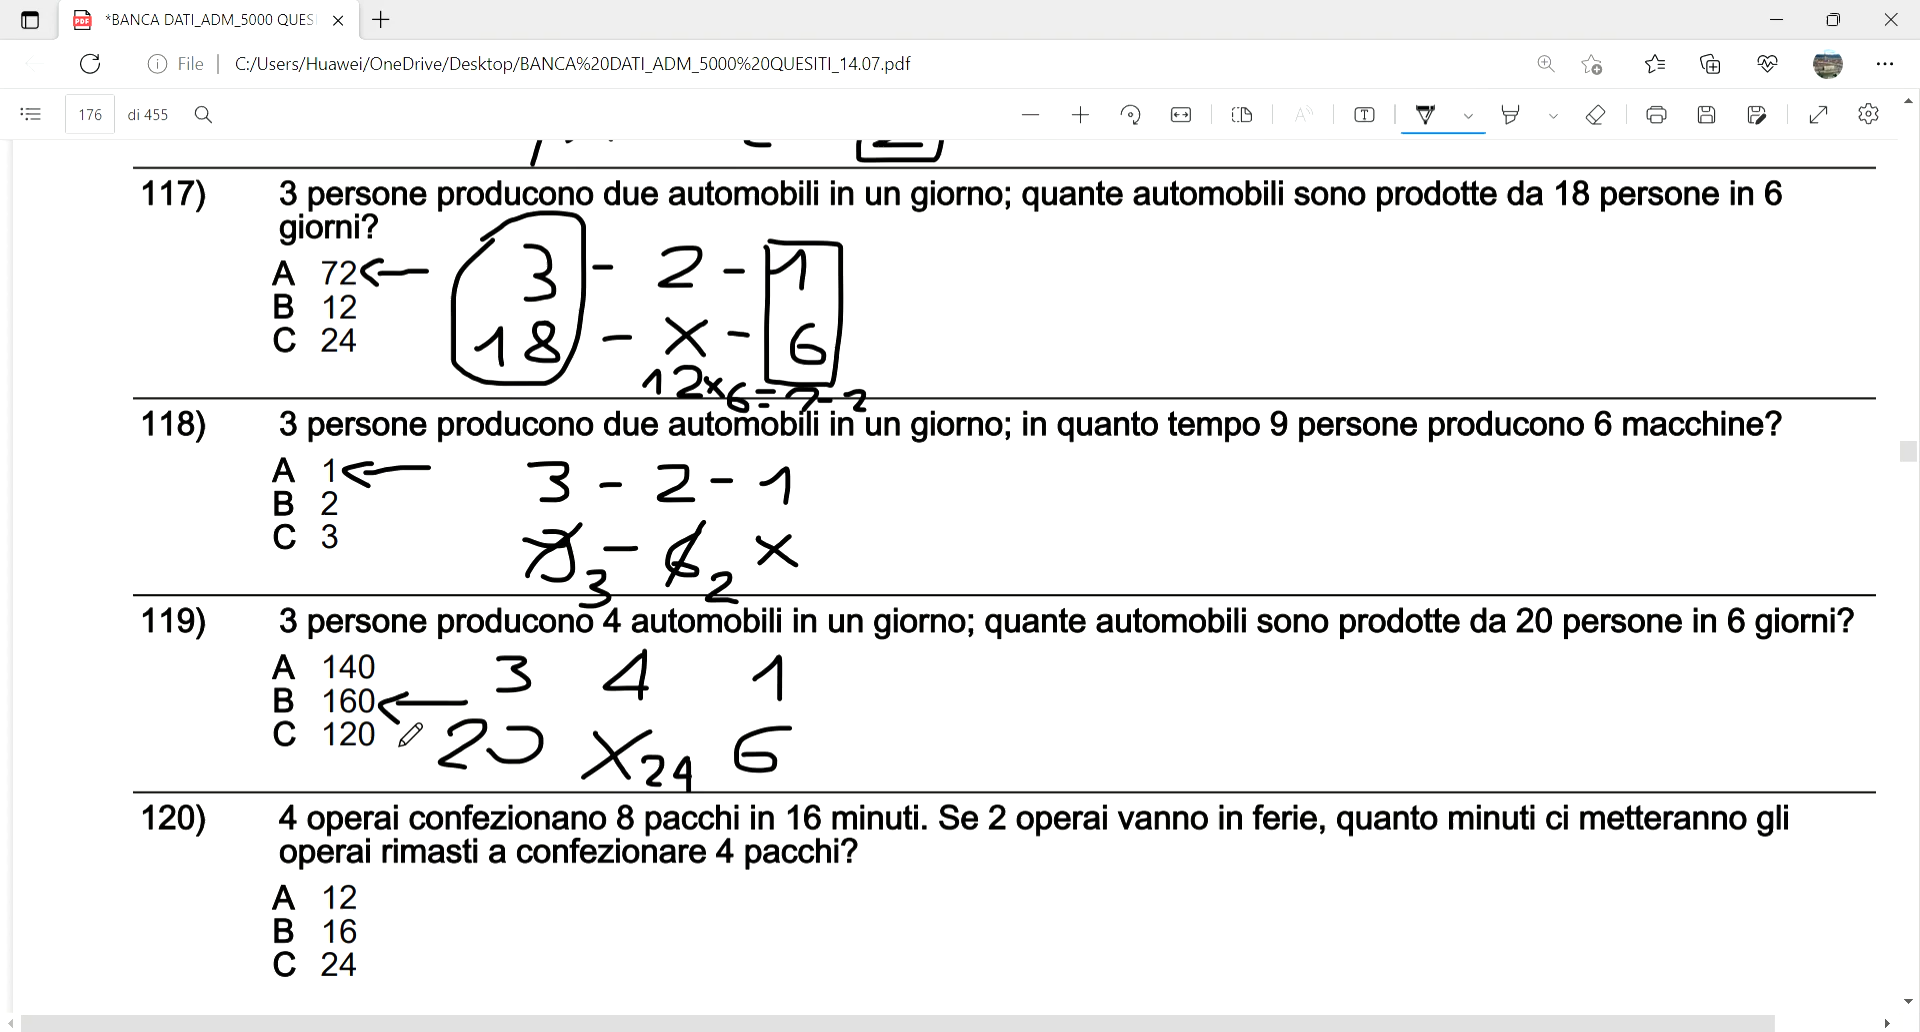 *BANCA DATI_ADM_5000 QUES
File C:/Users/Huawei/OneDrive/Desktop/BANCA%20DATI_ADM_5000%20QUESITI_14.07.pdf
176 di 455
117) 3 persone producono due automobili in un giorno; quante automobili sono prodotte da 18 persone in 6
giorni?
A 72 ← 3 - 2 - 1
B 12
C 24 18 - x - 6
12x6=72
118) 3 persone producono due automobili in un giorno; in quanto tempo 9 persone producono 6 macchine?
A 1 ← 3 - 2 - 1
B 2
C 3 9 - 6 x
3 2
119) 3 persone producono 4 automobili in un giorno; quante automobili sono prodotte da 20 persone in 6 giorni?
A 140 3 4 1
B 160 ←
C 120 20 x 24 6
120) 4 operai confezionano 8 pacchi in 16 minuti. Se 2 operai vanno in ferie, quanto minuti ci metteranno gli
operai rimasti a confezionare 4 pacchi?
A 12
B 16
C 24